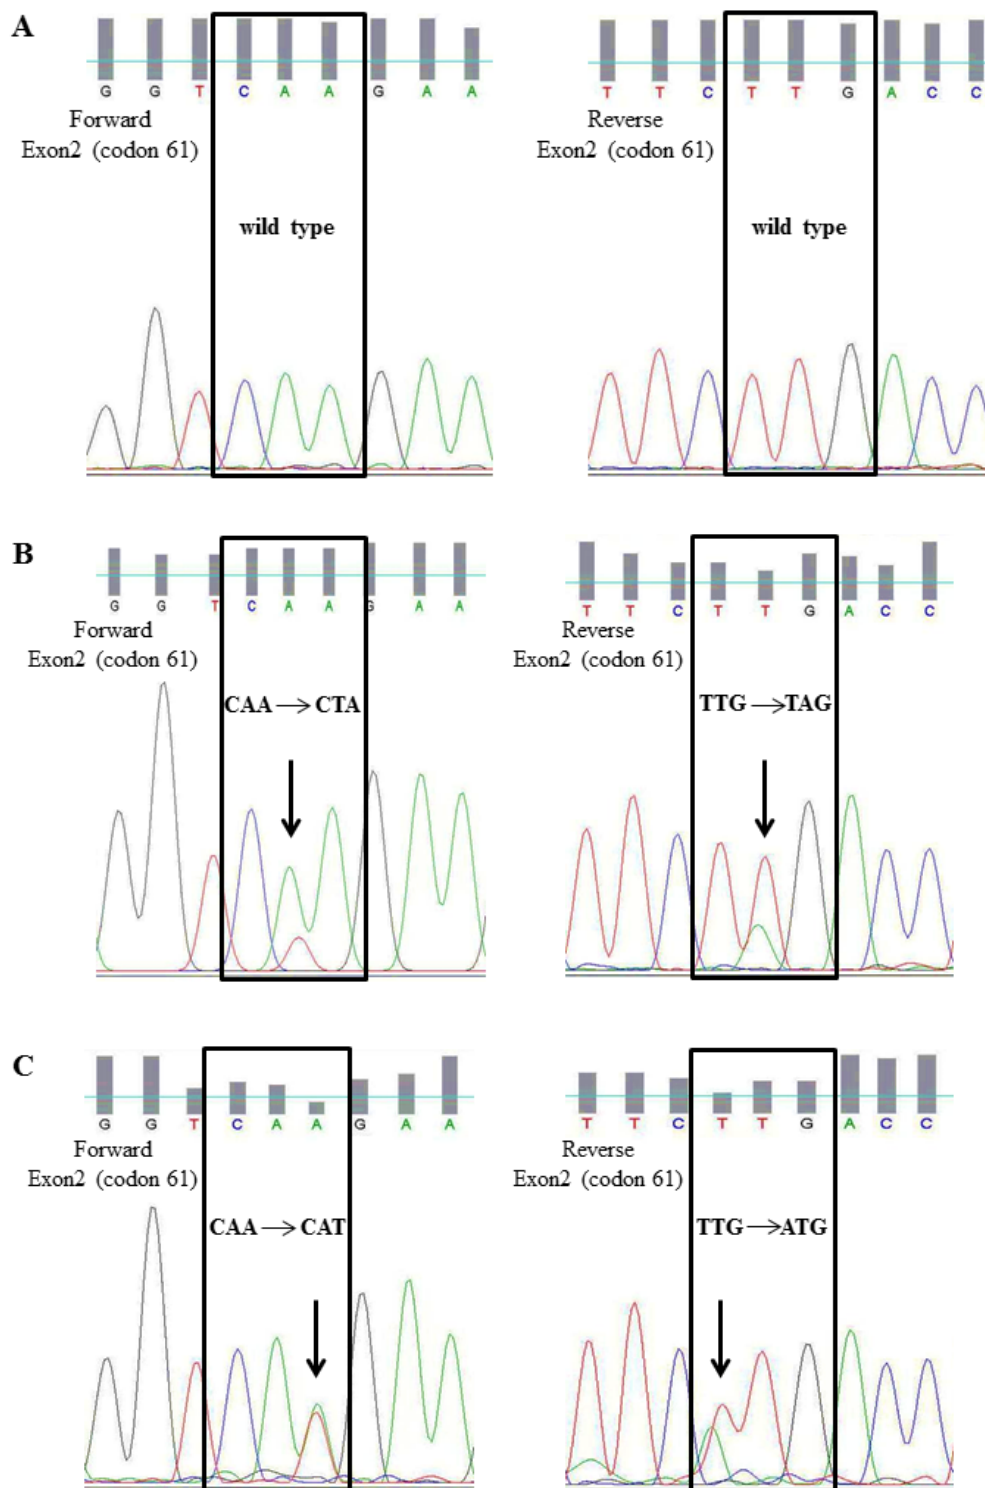 A
G G T C A A G A A
Forward
Exon2 (codon 61)
wild type
T T C T T G A C C
Reverse
Exon2 (codon 61)
wild type
B
G G T C A A G A A
Forward
Exon2 (codon 61)
CAA → CTA
T T C T T G A C C
Reverse
Exon2 (codon 61)
TTG → TAG
C
G G T C A A G A A
Forward
Exon2 (codon 61)
CAA → CAT
T T C T T G A C C
Reverse
Exon2 (codon 61)
TTG → ATG